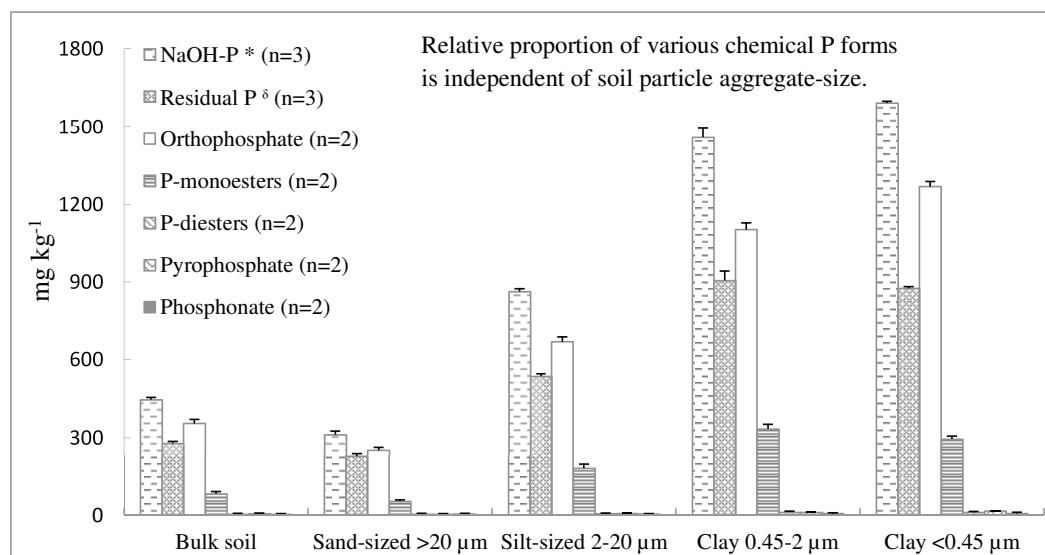 Relative proportion of various chemical P forms
is independent of soil particle aggregate-size.
NaOH-P * (n=3)
Residual P ᵟ (n=3)
Orthophosphate (n=2)
P-monoesters (n=2)
P-diesters (n=2)
Pyrophosphate (n=2)
Phosphonate (n=2)
mg kg⁻¹
1800
1500
1200
900
600
300
0
Bulk soil
Sand-sized >20 µm
Silt-sized 2-20 µm
Clay 0.45-2 µm
Clay <0.45 µm